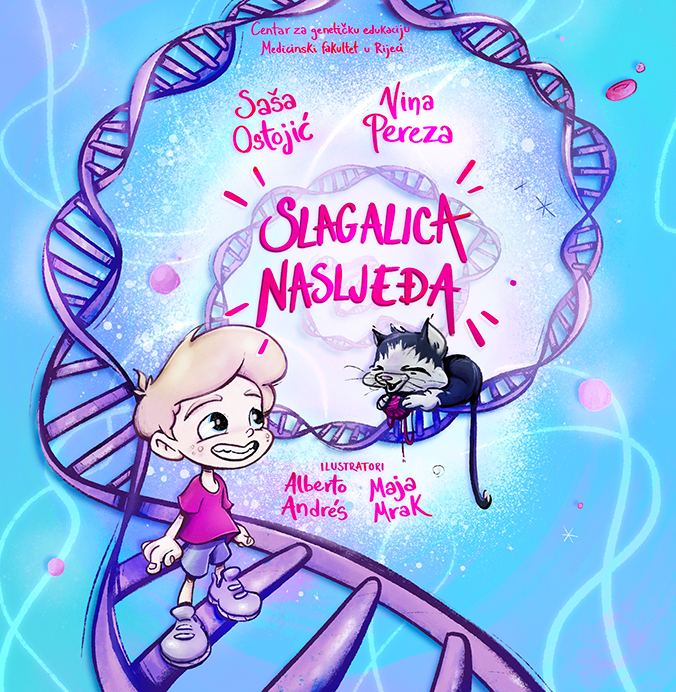 Centar za genetičku edukaciju
Medicinski fakultet u Rijeci
Saša Ostojić
Nina Pereza
SLAGALICA
NASLJEĐA
ILUSTRATORI
Alberto Andrés
Maja Mrak